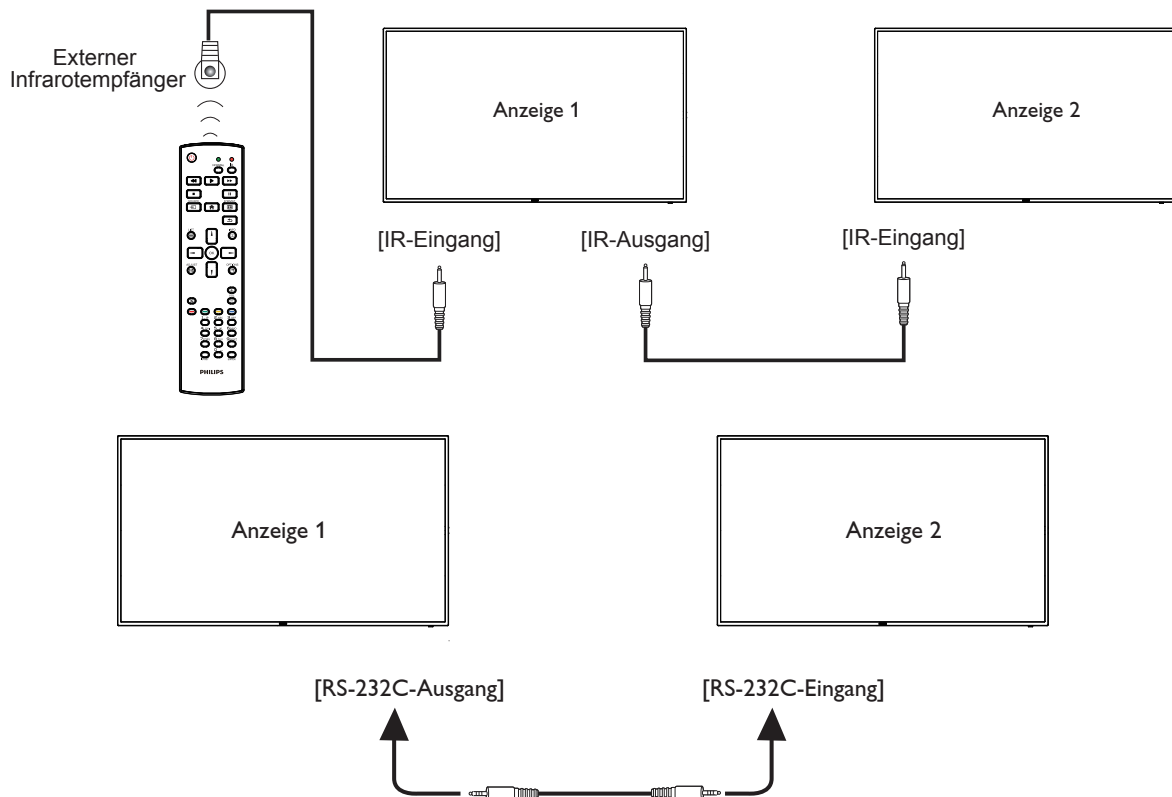 Externer
Infrarotempfänger
Anzeige 1
Anzeige 2
[IR-Eingang]
[IR-Ausgang]
[IR-Eingang]
PHILIPS
Anzeige 1
Anzeige 2
[RS-232C-Ausgang]
[RS-232C-Eingang]